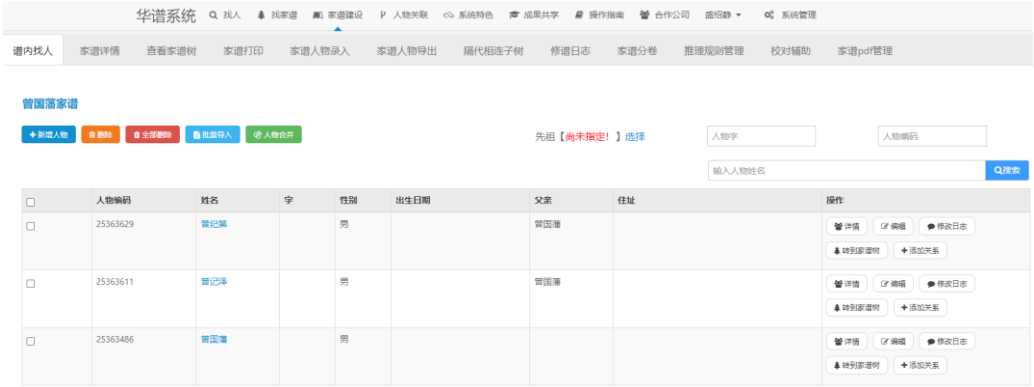 华谱系统 找人 找家谱 家谱建设 人物关联 系统特色 成果共享 操作指南 合作公司 盛绍静 系统管理
谱内找人 家谱详情 查看家谱树 家谱打印 家谱人物录入 家谱人物导出 隔代相连子树 修谱日志 家谱分卷 推理规则管理 校对辅助 家谱pdf管理
曾国藩家谱
新增人物 删除 全部删除 批量导入 人物合并 先祖【尚未指定！】选择 人物字 人物编码
输入人物姓名 搜索
人物编码 姓名 字 性别 出生日期 父亲 住址 操作
25363629 曾纪第 男 曾国藩 详情 编辑 修改日志
转到家谱树 添加关系
25363611 曾记泽 男 曾国藩 详情 编辑 修改日志
转到家谱树 添加关系
25363486 曾国藩 男 详情 编辑 修改日志
转到家谱树 添加关系